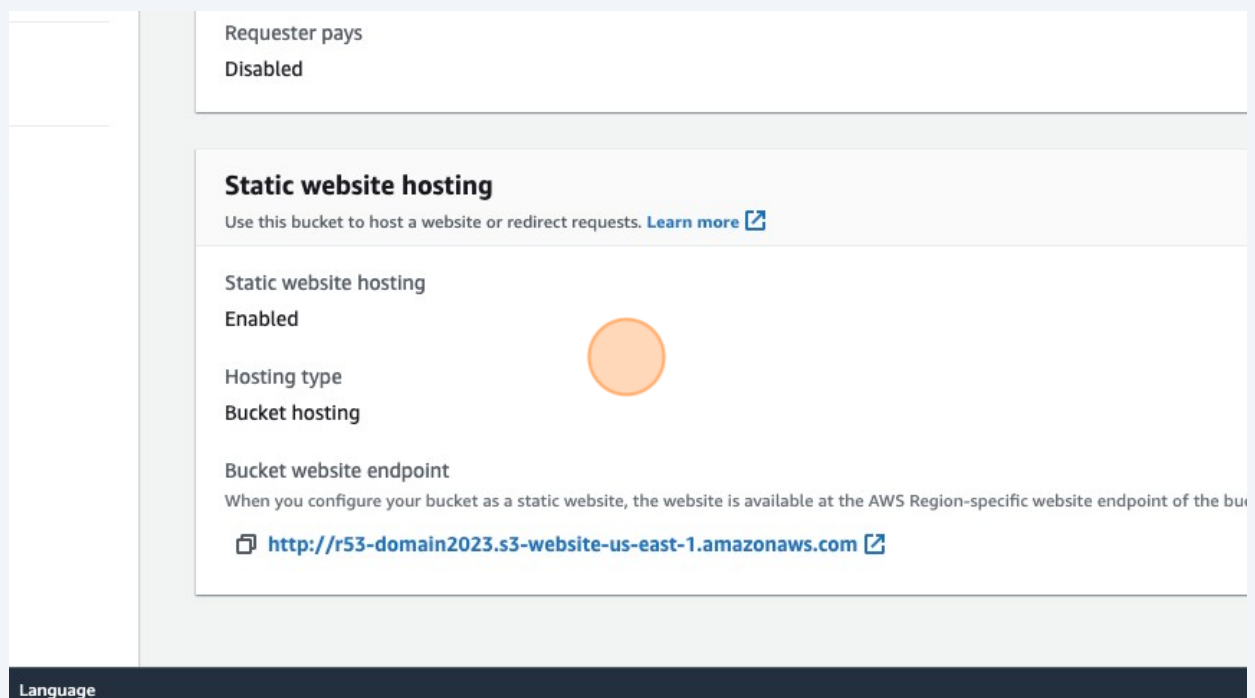 Requester pays
Disabled
Static website hosting
Use this bucket to host a website or redirect requests. Learn more
Static website hosting
Enabled
Hosting type
Bucket hosting
Bucket website endpoint
When you configure your bucket as a static website, the website is available at the AWS Region-specific website endpoint of the
http://r53-domain2023.s3-website-us-east-1.amazonaws.com
Language